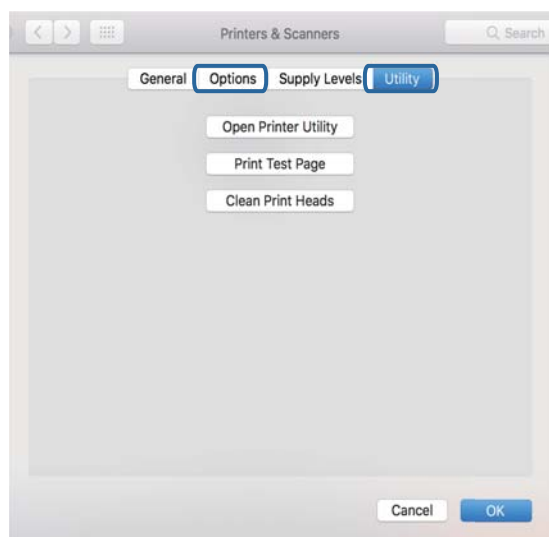 Printers & Scanners Search
General Options Supply Levels Utility
Open Printer Utility
Print Test Page
Clean Print Heads
Cancel OK